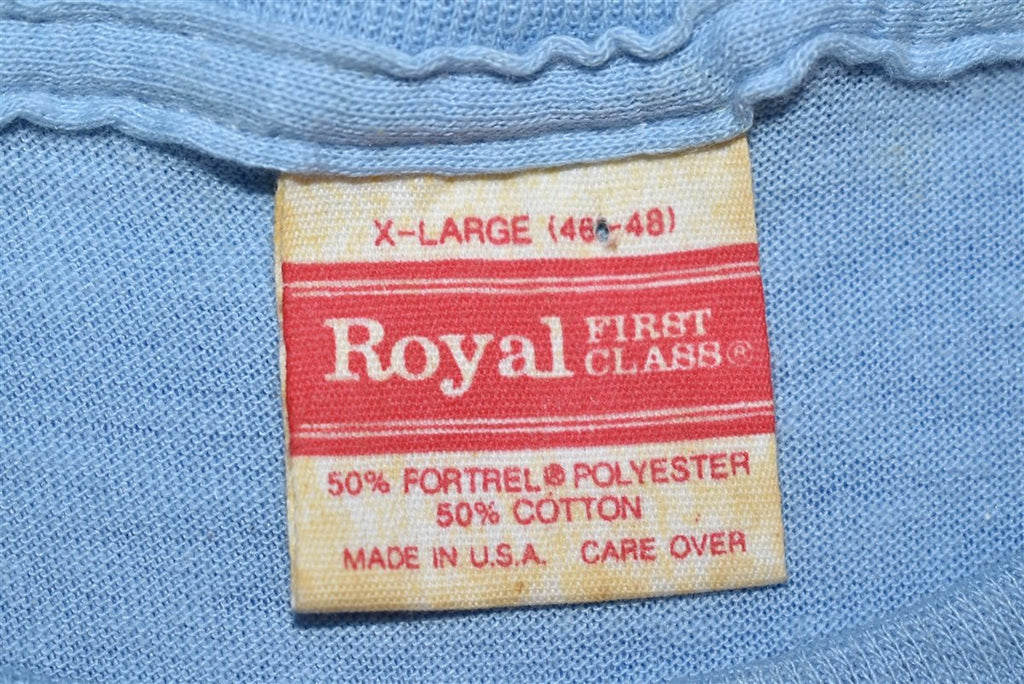 X-LARGE (46-48)
Royal FIRST CLASS®
50% FORTREL® POLYESTER
50% COTTON
MADE IN U.S.A. CARE OVER